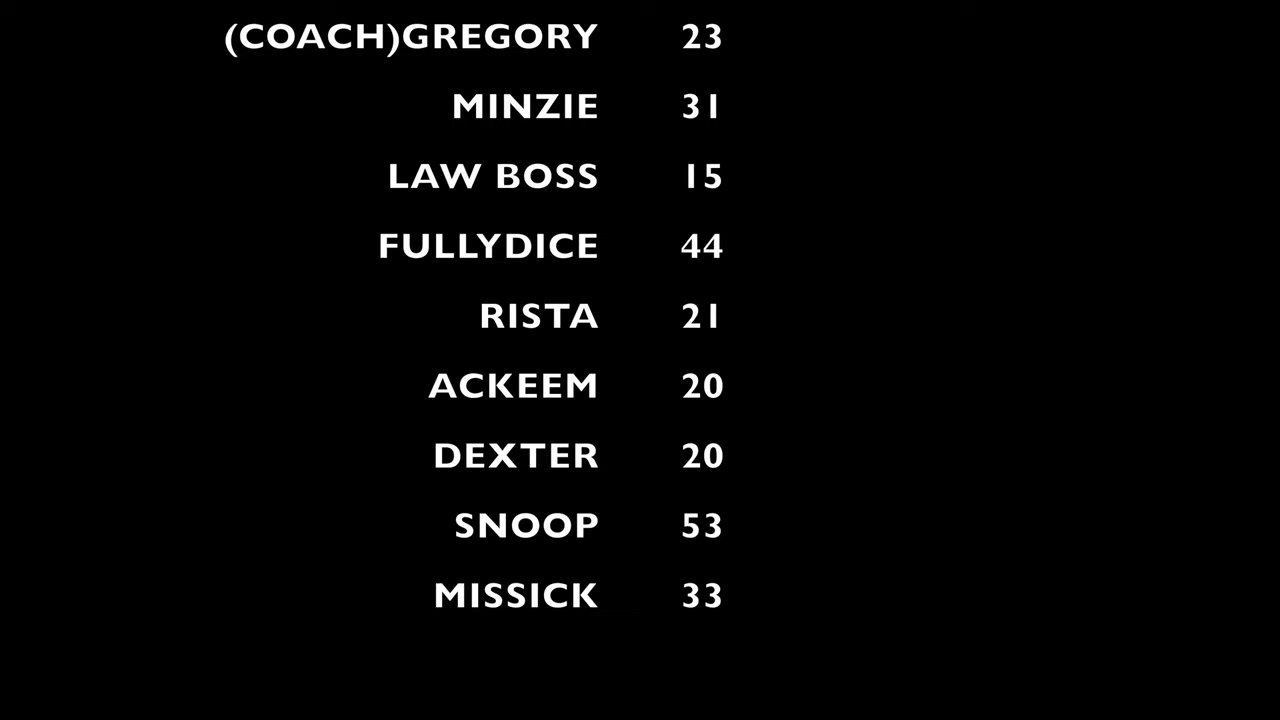 (COACH)GREGORY 23
MINZIE 31
LAW BOSS 15
FULLYDICE 44
RISTA 21
ACKEEM 20
DEXTER 20
SNOOP 53
MISSICK 33